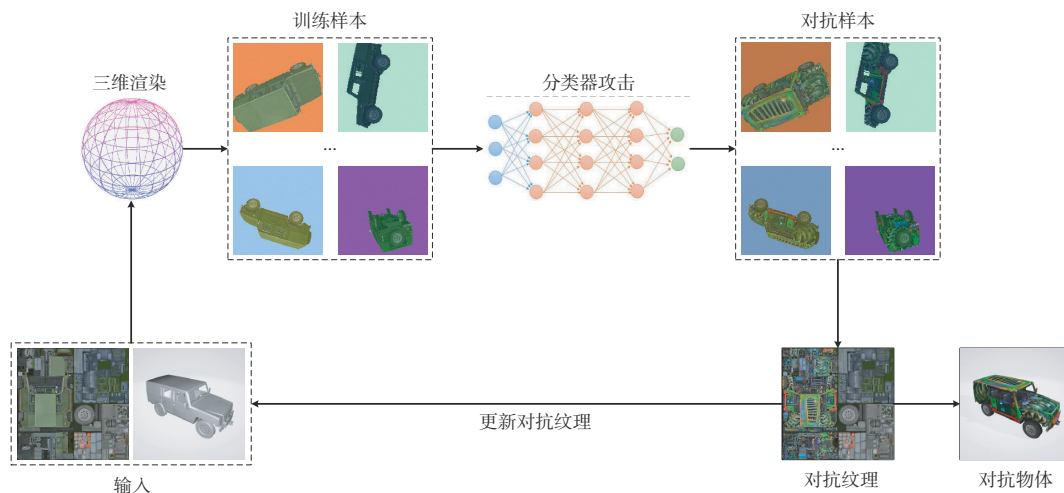 训练样本
对抗样本
三维渲染
分类器攻击
...
...
更新对抗纹理
输入
对抗纹理
对抗物体